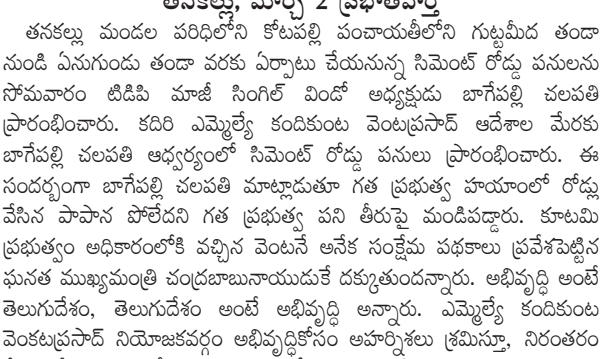 తనకల్లు, మార్చి 2 ప్రభాతవార్త
తనకల్లు మండల పరిధిలోని కోటపల్లి పంచాయతీలోని గుట్టమీద తండా
నుండి ఏనుగుండు తండా వరకు ఏర్పాటు చేయనున్న సిమెంట్ రోడ్డు పనులను
సోమవారం టిడిపి మాజీ సింగిల్ విండో అధ్యక్షుడు బాగేపల్లి చలపతి
ప్రారంభించారు. కదిరి ఎమ్మెల్యే కందికుంట వెంటప్రసాద్ ఆదేశాల మేరకు
బాగేపల్లి చలపతి ఆధ్వర్యంలో సిమెంట్ రోడ్డు పనులు ప్రారంభించారు. ఈ
సందర్బంగా బాగేపల్లి చలపతి మాట్లాడుతూ గత ప్రభుత్వ హయాంలో రోడ్లు
వేసిన పాపాన పోలేదని గత ప్రభుత్వ పని తీరుపై మండిపడ్డారు. కూటమి
ప్రభుత్వం అధికారంలోకి వచ్చిన వెంటనే అనేక సంక్షేమ పథకాలు ప్రవేశపెట్టిన
ఘనత ముఖ్యమంత్రి చంద్రబాబునాయుడుకే దక్కుతుందన్నారు. అభివృద్ధి అంటే
తెలుగుదేశం, తెలుగుదేశం అంటే అభివృద్ధి అన్నారు. ఎమ్మెల్యే కందికుంట
వెంకటప్రసాద్ నియోజకవర్గం అభివృద్ధికోసం అహర్నిశలు శ్రమిస్తూ, నిరంతరం